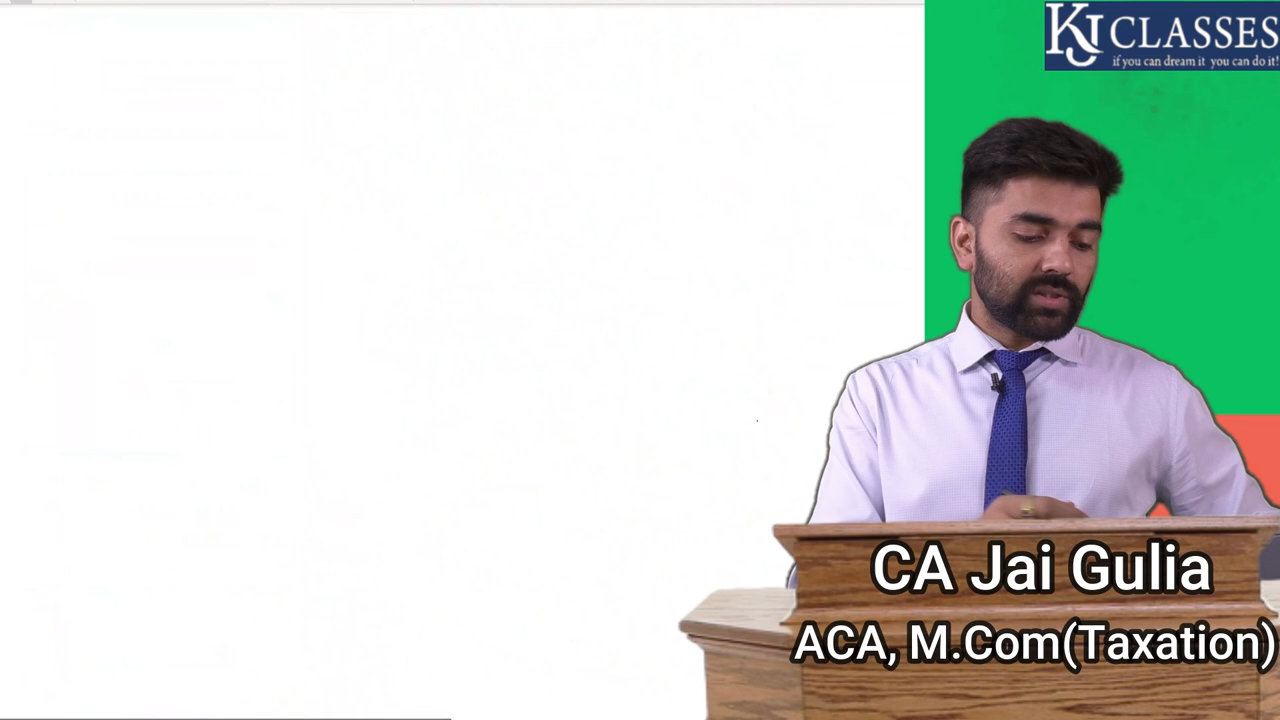 KJ CLASSES
if you can dream it you can do it!
CA Jai Gulia
ACA, M.Com(Taxation)